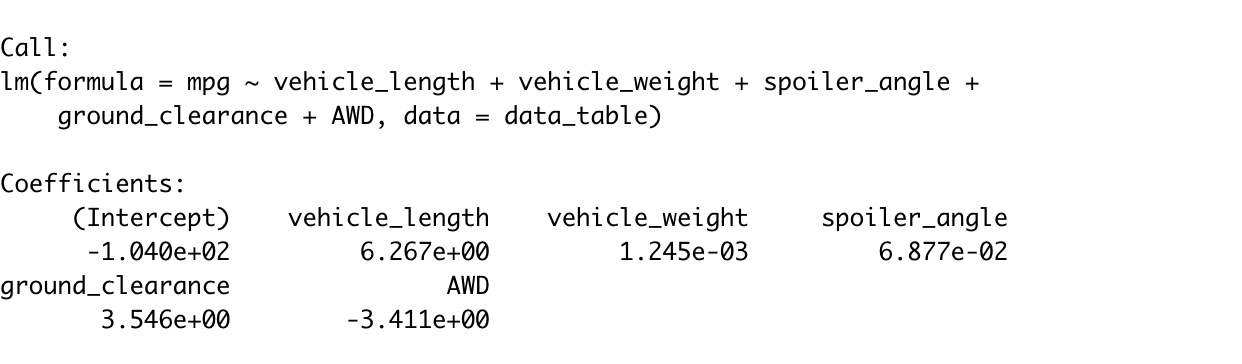 Call:
lm(formula = mpg ~ vehicle_length + vehicle_weight + spoiler_angle +
    ground_clearance + AWD, data = data_table)

Coefficients:
     (Intercept)    vehicle_length    vehicle_weight     spoiler_angle
      -1.040e+02         6.267e+00         1.245e-03         6.877e-02
ground_clearance               AWD
       3.546e+00        -3.411e+00